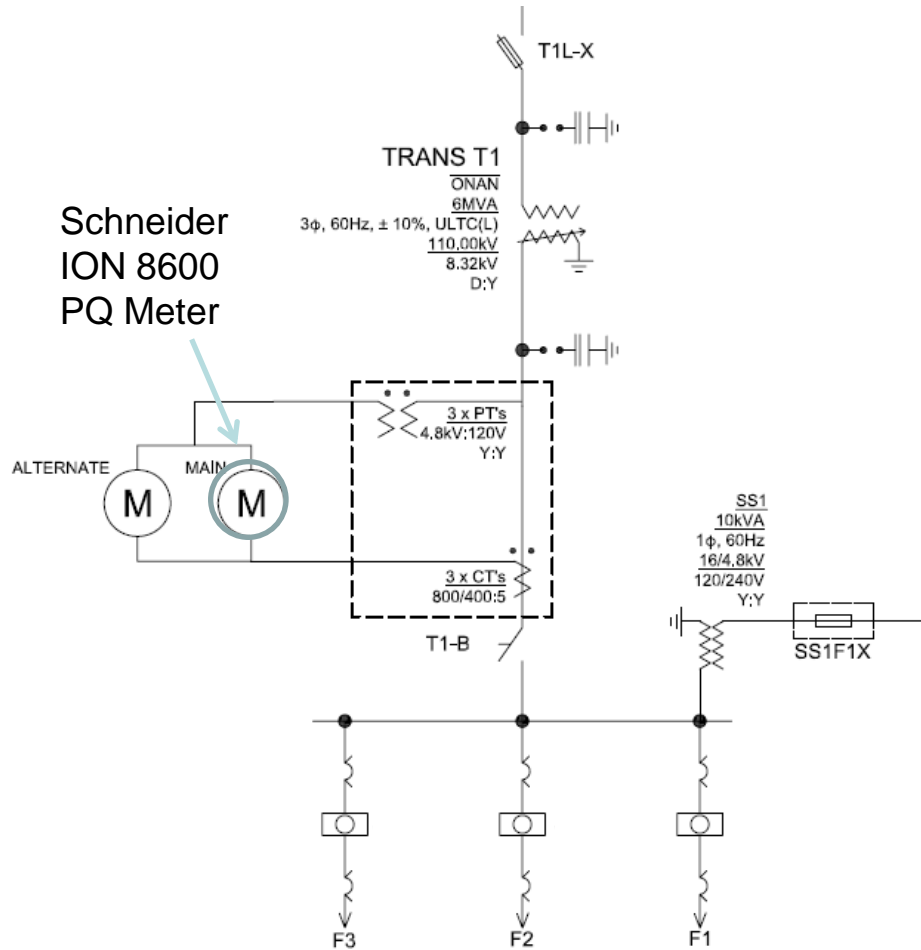 T1L-X
TRANS T1
ONAN
6MVA
3ϕ, 60Hz, ± 10%, ULTC(L)
110.00kV
8.32kV
D:Y
Schneider
ION 8600
PQ Meter
3 x PT's
4.8kV:120V
Y:Y
ALTERNATE
MAIN
M
M
3 x CT's
800/400:5
T1-B
SS1
10kVA
1ϕ, 60Hz
16/4.8kV
120/240V
Y:Y
SS1F1X
F3
F2
F1